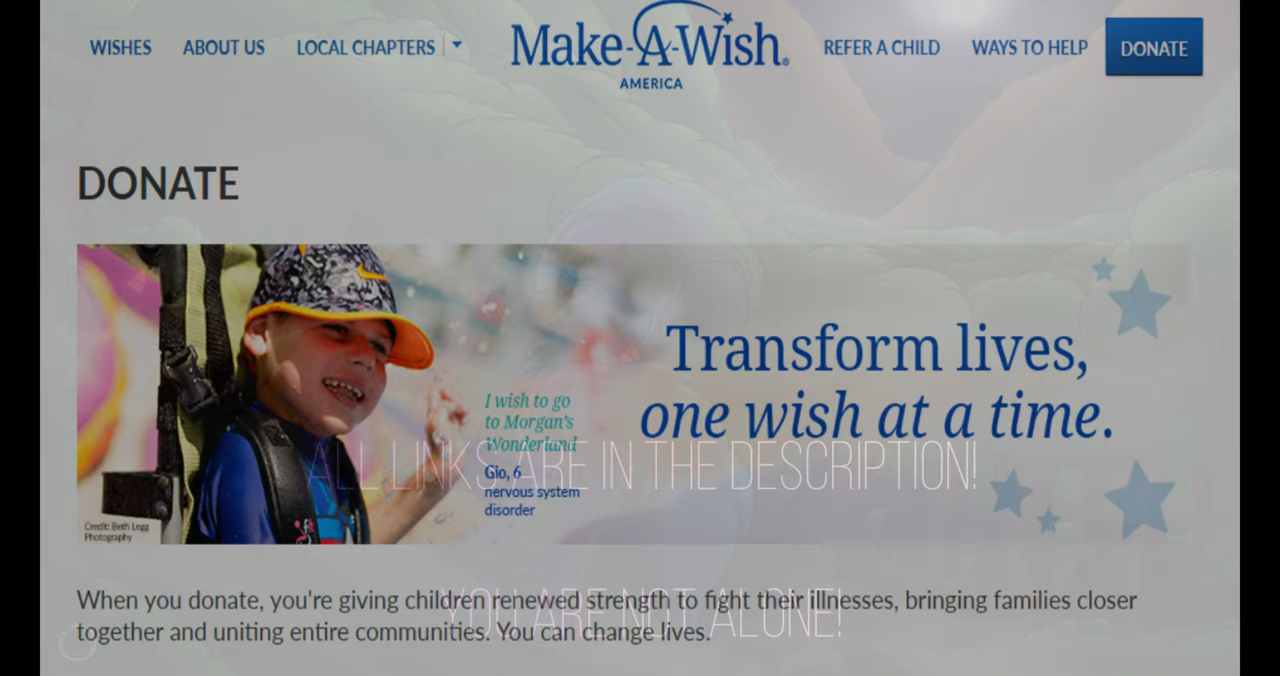 WISHES ABOUT US LOCAL CHAPTERS Make-A-Wish® REFER A CHILD WAYS TO HELP DONATE
AMERICA
DONATE
Transform lives,
one wish at a time.
I wish to go
to Morgan's
Wonderland
Gio, 6
nervous system
disorder
Credit: Beth Legg
Photography
ALL LINKS ARE IN THE DESCRIPTION!
When you donate, you're giving children renewed strength to fight their illnesses, bringing families closer
together and uniting entire communities. You can change lives.
YOU ARE NOT ALONE!